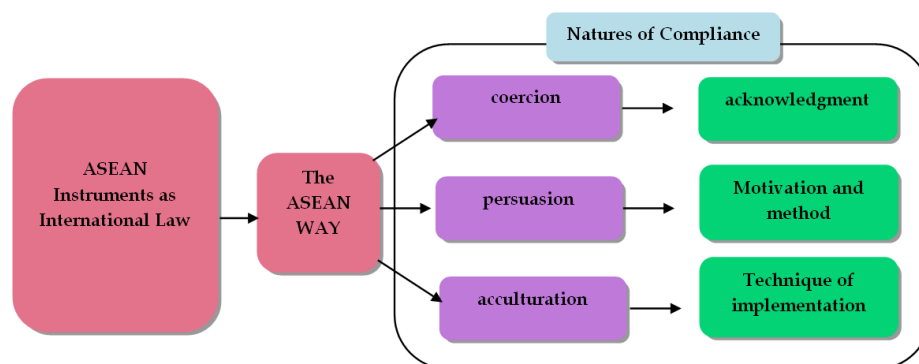 Natures of Compliance
ASEAN
Instruments as
International Law
The
ASEAN
WAY
coercion
acknowledgment
persuasion
Motivation and
method
acculturation
Technique of
implementation